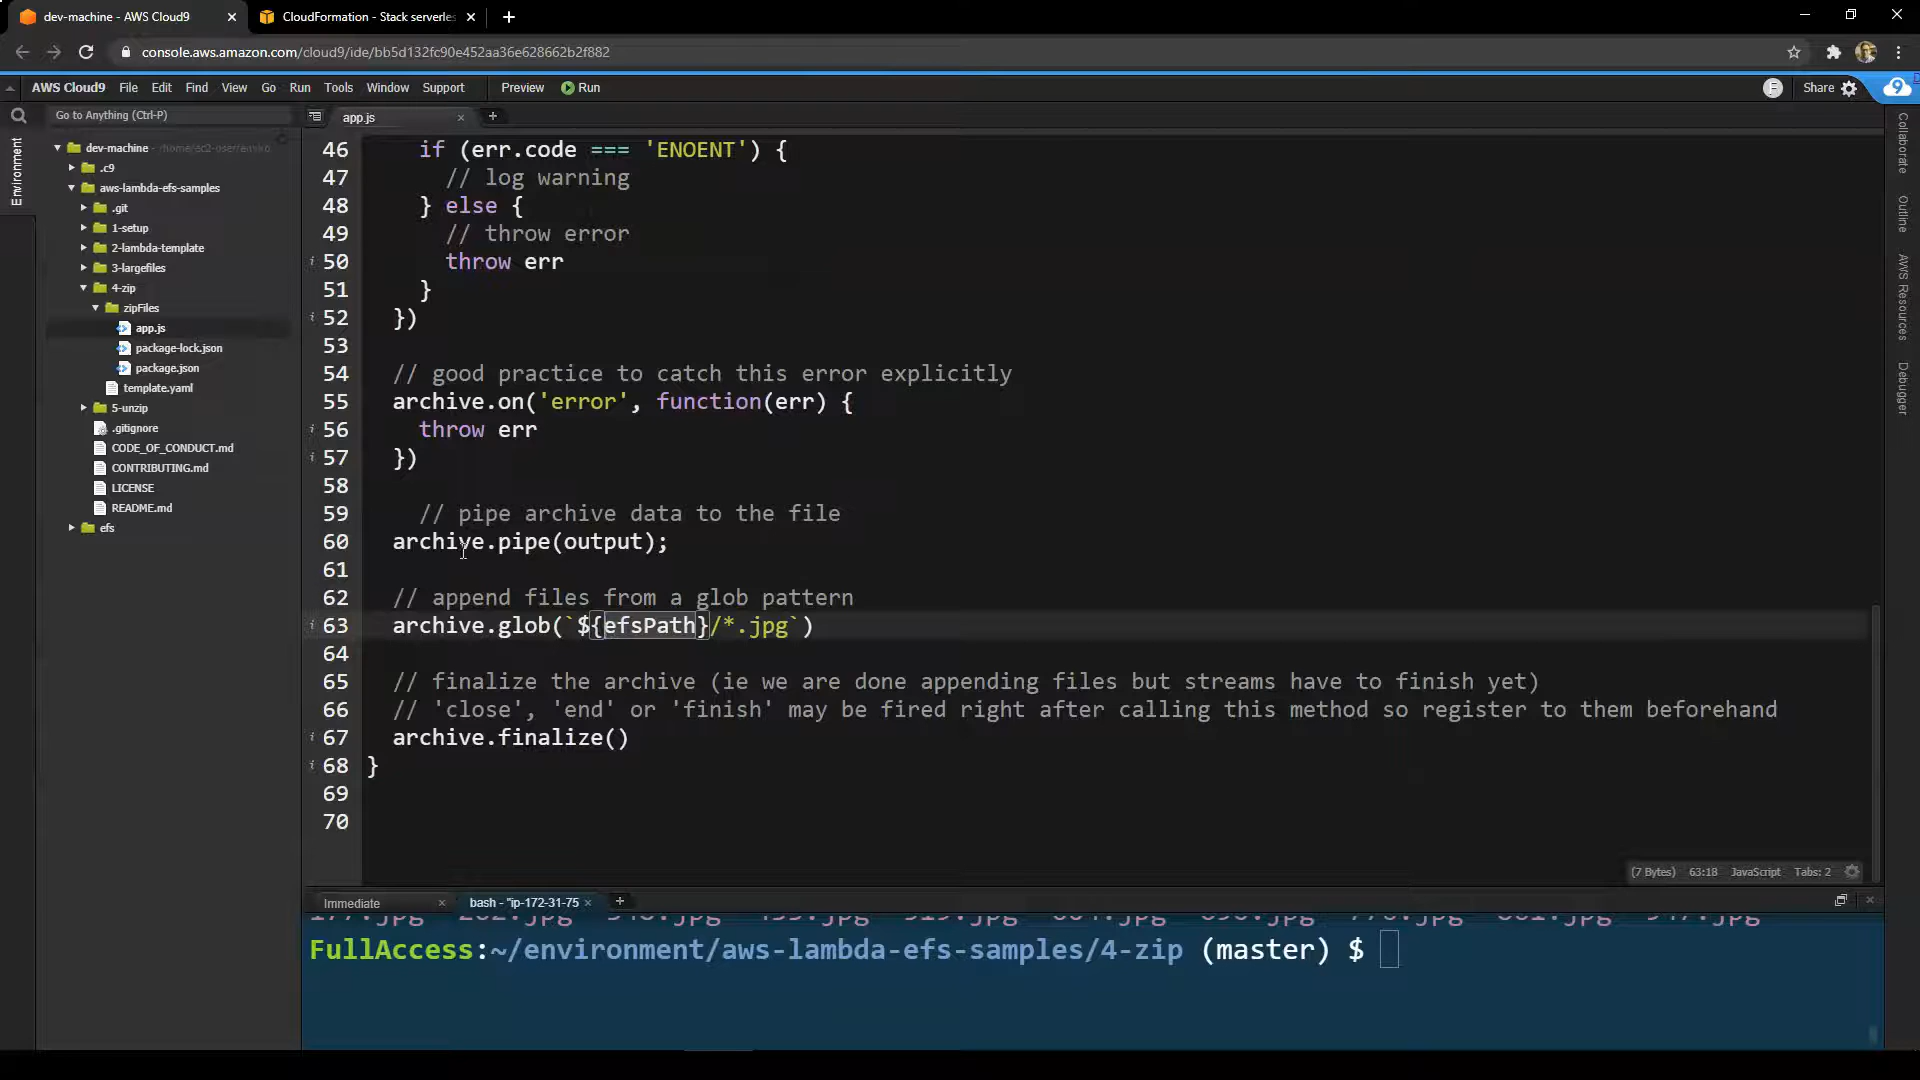 dev-machine - AWS Cloud9
CloudFormation - Stack serverles
console.aws.amazon.com/cloud9/ide/bb5d132fc90e452aa36e628662b2f882
AWS Cloud9 File Edit Find View Go Run Tools Window Support Preview Run
Share
Go to Anything (Ctrl-P)
app.js
Environment
dev-machine - /home/ec2-user/enviro
.c9
aws-lambda-efs-samples
.git
1-setup
2-lambda-template
3-largefiles
4-zip
zipFiles
app.js
package-lock.json
package.json
template.yaml
5-unzip
.gitignore
CODE_OF_CONDUCT.md
CONTRIBUTING.md
LICENSE
README.md
efs
46 if (err.code === 'ENOENT') {
47 // log warning
48 } else {
49 // throw error
50 throw err
51 }
52 })
53
54 // good practice to catch this error explicitly
55 archive.on('error', function(err) {
56 throw err
57 })
58
59 // pipe archive data to the file
60 archive.pipe(output);
61
62 // append files from a glob pattern
63 archive.glob(`${efsPath}/*.jpg`)
64
65 // finalize the archive (ie we are done appending files but streams have to finish yet)
66 // 'close', 'end' or 'finish' may be fired right after calling this method so register to them beforehand
67 archive.finalize()
68 }
69
70
(7 Bytes) 63:18 JavaScript Tabs: 2
Collaborate
Outline
AWS Resources
Debugger
Immediate
bash - "ip-172-31-75
FullAccess:~/environment/aws-lambda-efs-samples/4-zip (master) $